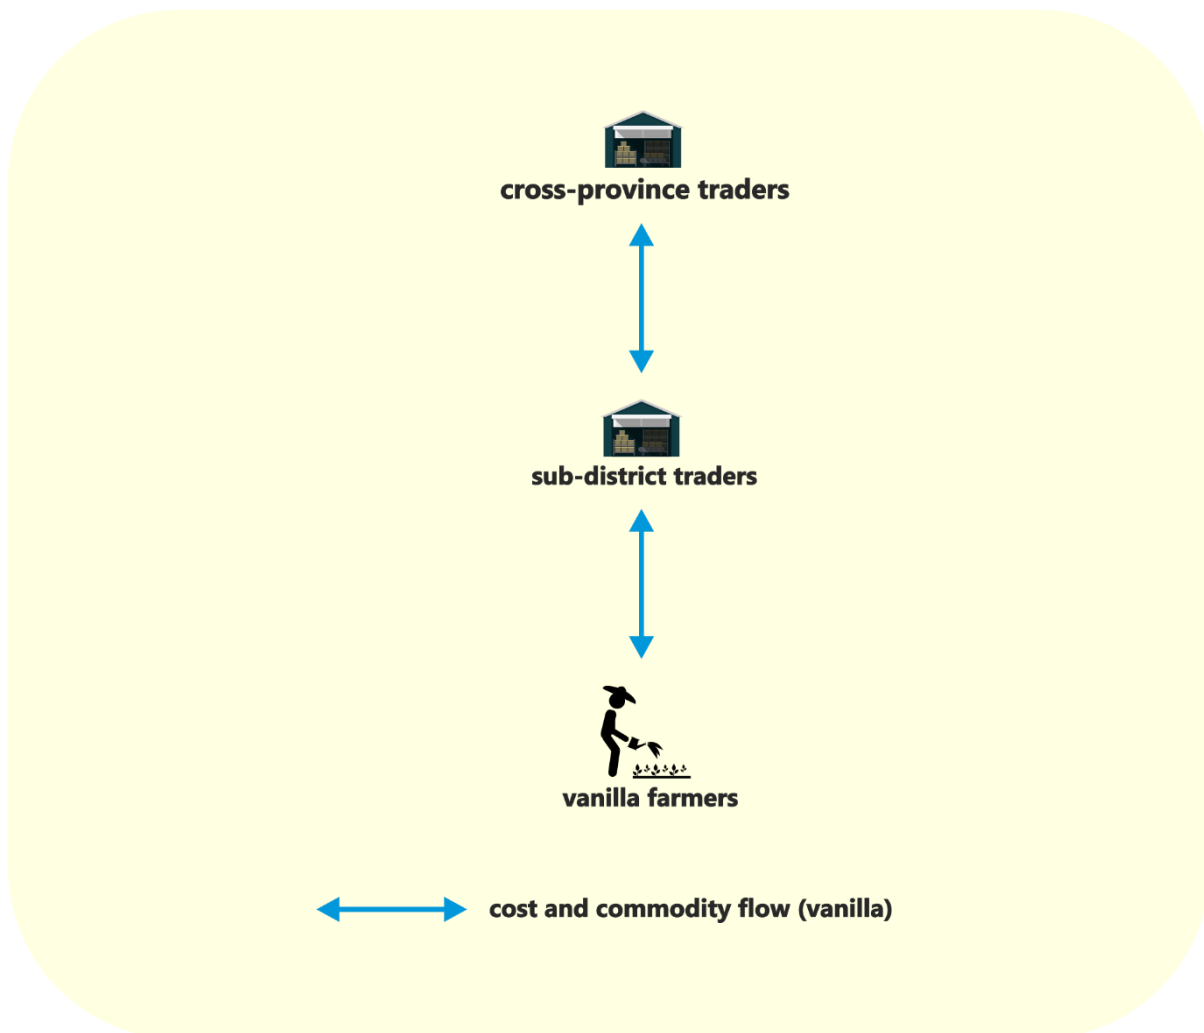 cross-province traders
sub-district traders
vanilla farmers
cost and commodity flow (vanilla)